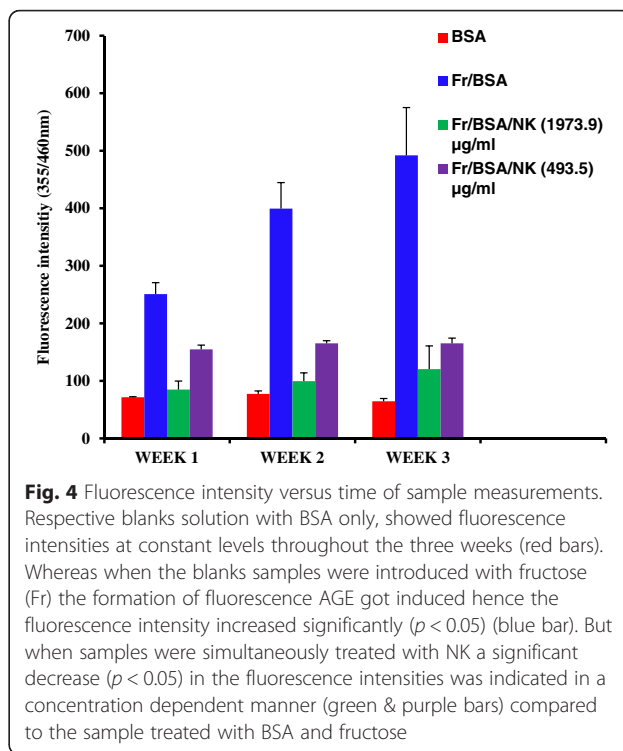 700
600
500
400
300
200
100
0
Fluorescence intensitiy (355/460nm)
BSA
Fr/BSA
Fr/BSA/NK (1973.9)
µg/ml
Fr/BSA/NK (493.5)
µg/ml
WEEK 1 WEEK 2 WEEK 3
Fig. 4 Fluorescence intensity versus time of sample measurements.
Respective blanks solution with BSA only, showed fluorescence
intensities at constant levels throughout the three weeks (red bars).
Whereas when the blanks samples were introduced with fructose
(Fr) the formation of fluorescence AGE got induced hence the
fluorescence intensity increased significantly (p < 0.05) (blue bar). But
when samples were simultaneously treated with NK a significant
decrease (p < 0.05) in the fluorescence intensities was indicated in a
concentration dependent manner (green & purple bars) compared
to the sample treated with BSA and fructose